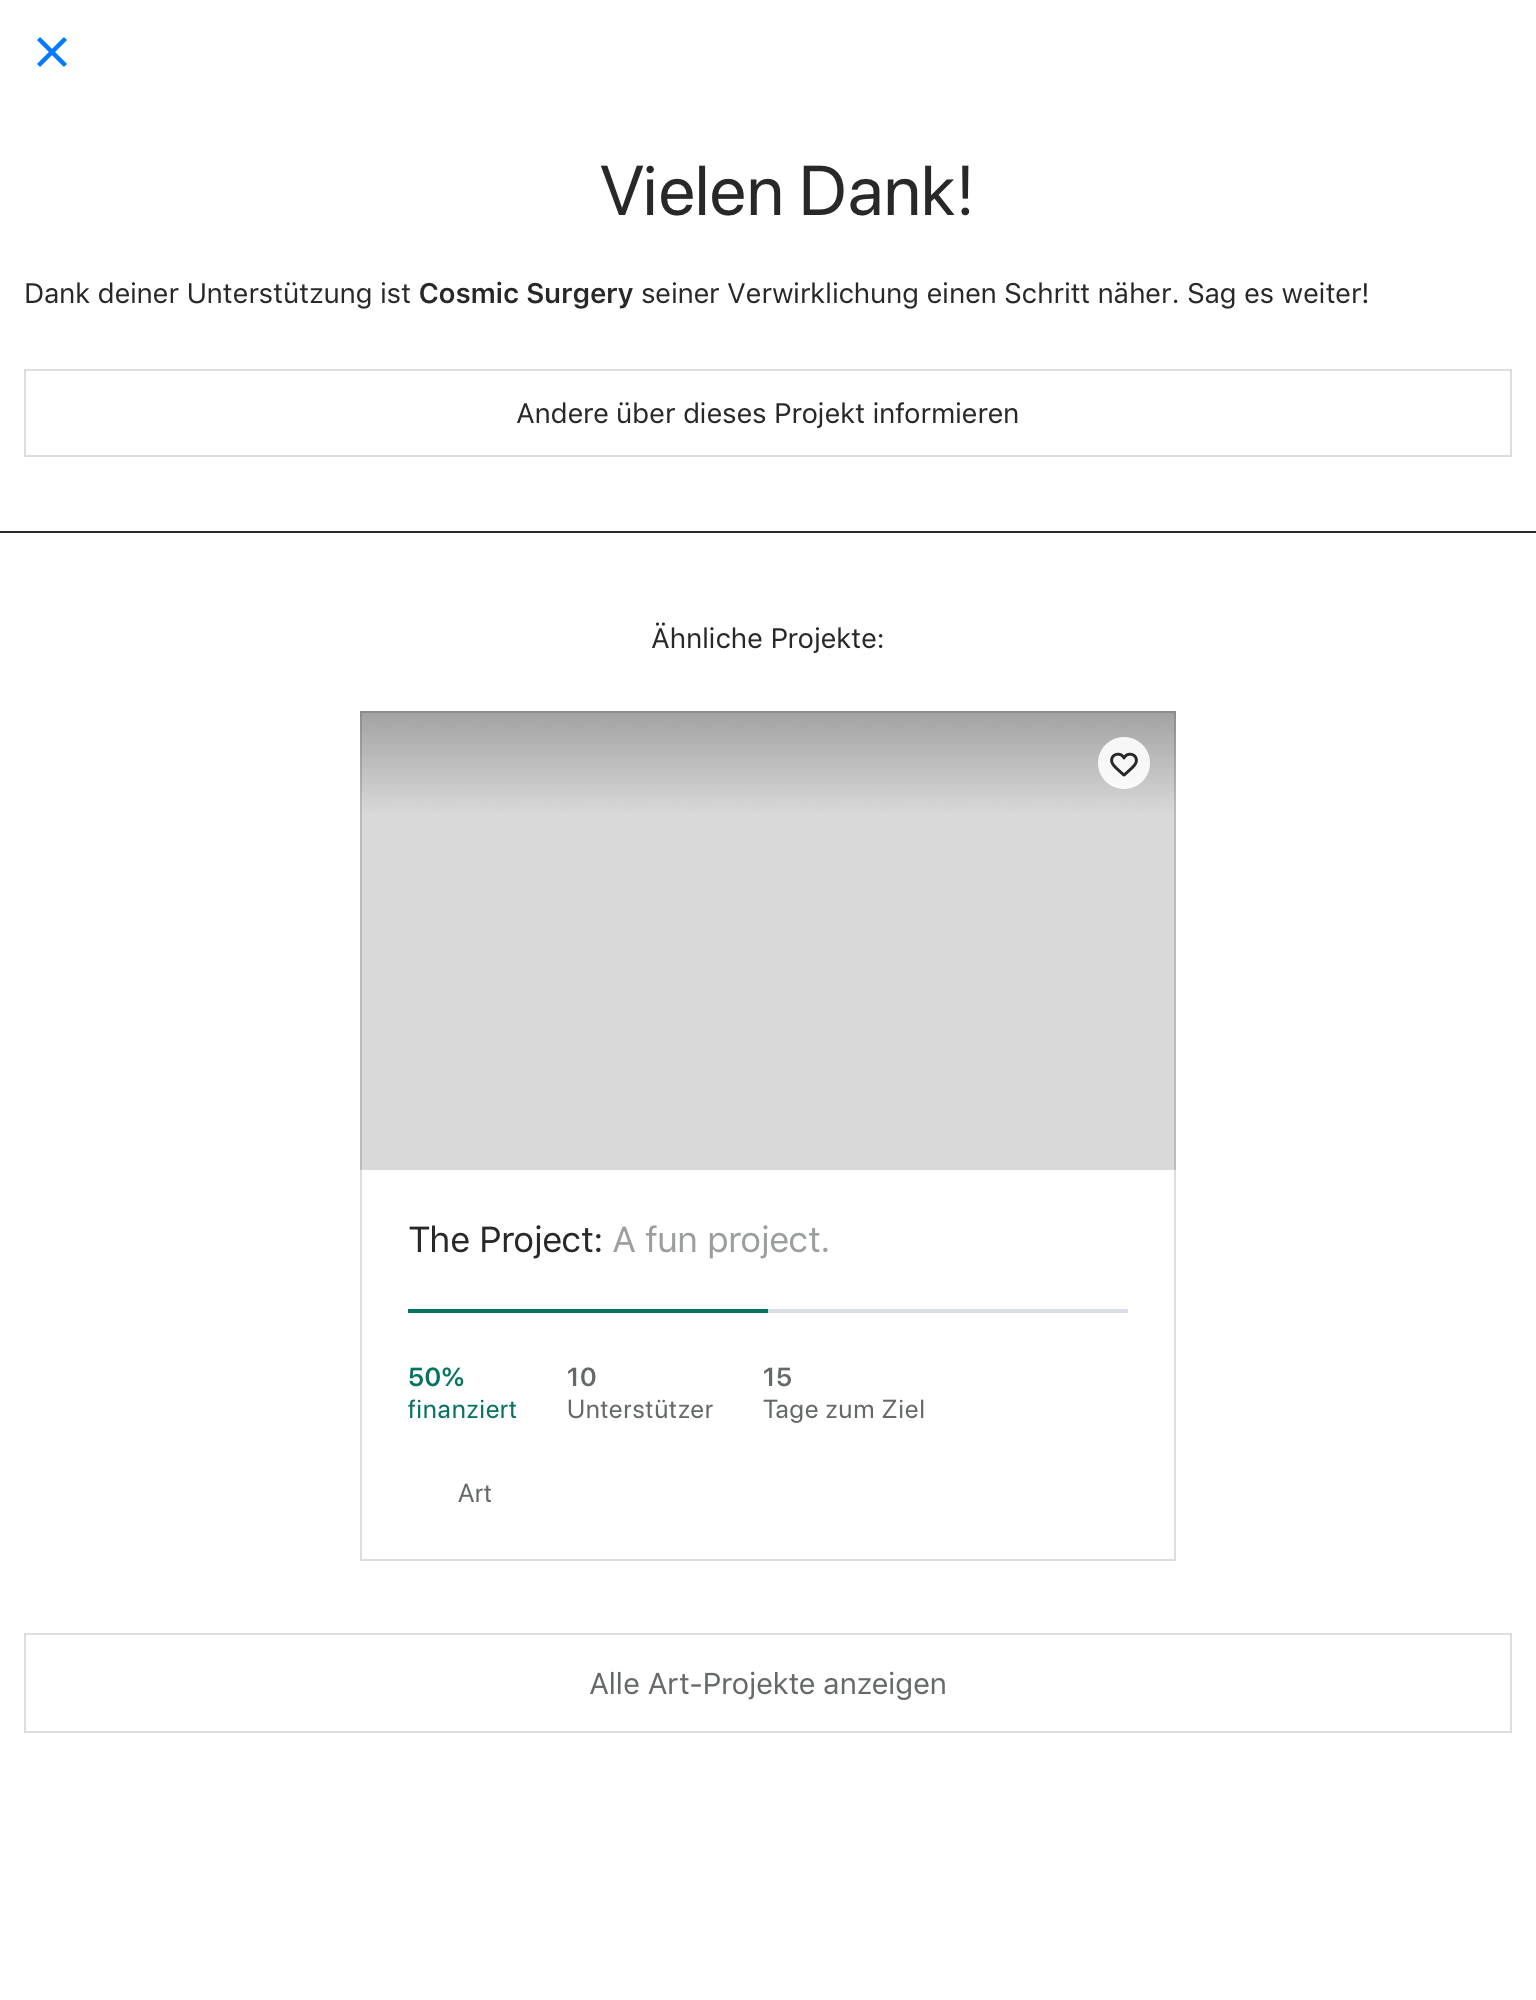 Vielen Dank!
Dank deiner Unterstützung ist Cosmic Surgery seiner Verwirklichung einen Schritt näher. Sag es weiter!
Andere über dieses Projekt informieren
Ähnliche Projekte:
The Project: A fun project.
50% 10 15
finanziert Unterstützer Tage zum Ziel
Art
Alle Art-Projekte anzeigen